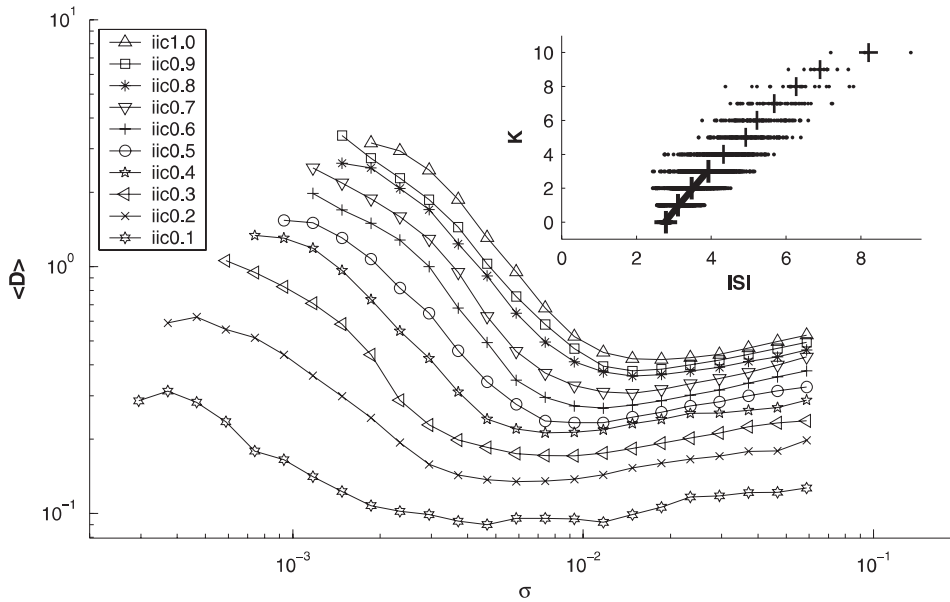 10¹
iic1.0
iic0.9
iic0.8
iic0.7
iic0.6
iic0.5
iic0.4
iic0.3
iic0.2
iic0.1
10⁰
<D>
10⁻¹
10⁻³
10⁻²
10⁻¹
σ
10
8
6
4
2
0
K
0
2
4
6
8
ISI